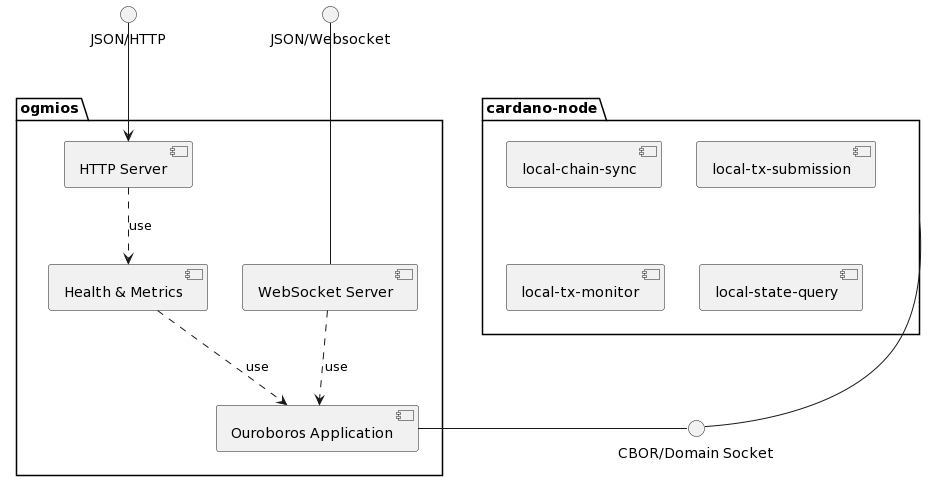 JSON/HTTP
JSON/Websocket
ogmios
cardano-node
HTTP Server
local-chain-sync
local-tx-submission
use
Health & Metrics
WebSocket Server
local-tx-monitor
local-state-query
use
use
Ouroboros Application
CBOR/Domain Socket